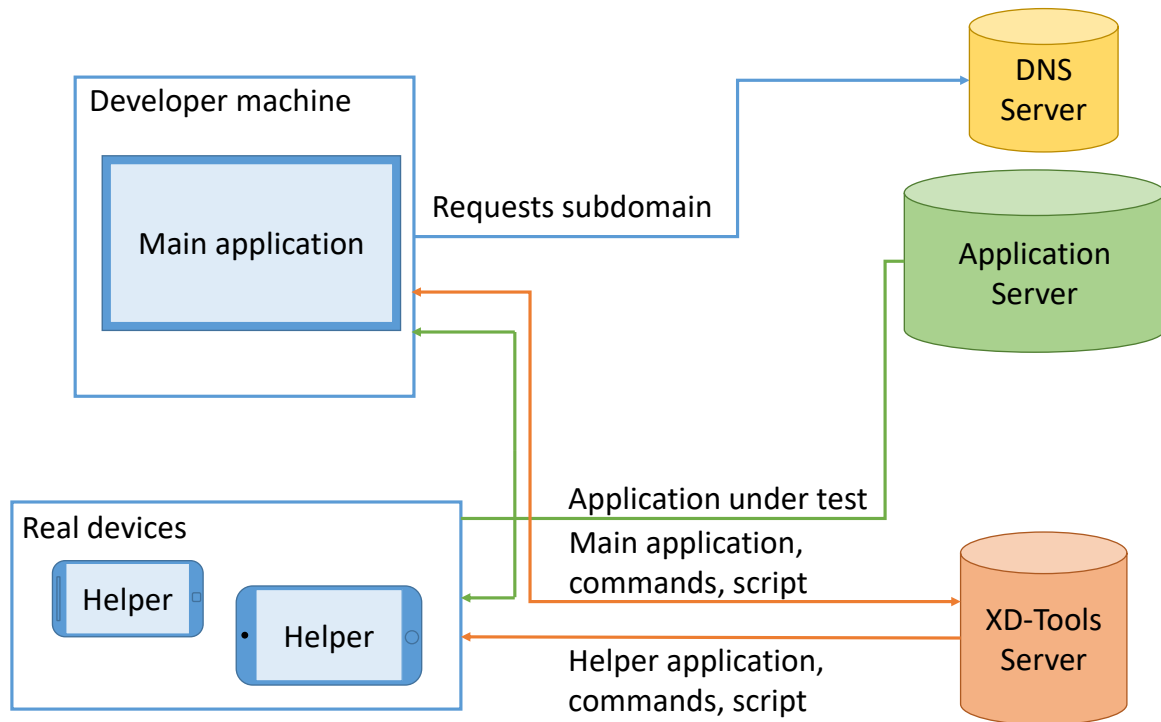 DNS
Server
Developer machine
Main application
Requests subdomain
Application
Server
Application under test
Real devices
Helper
Helper
Main application,
commands, script
XD-Tools
Server
Helper application,
commands, script